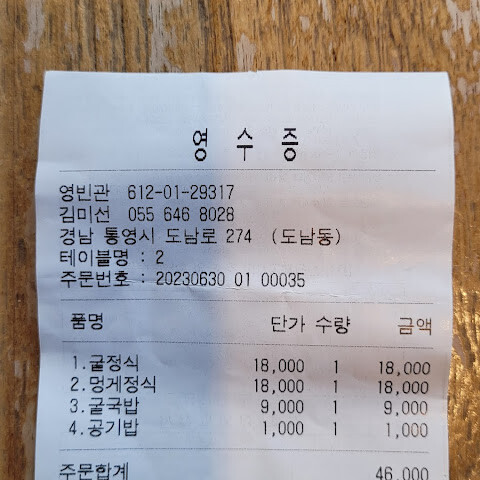 영 수 증
영빈관 612-01-29317
김미선 055 646 8028
경남 통영시 도남로 274 (도남동)
테이블명 : 2
주문번호 : 20230630 01 00035
품명 단가 수량 금액
1.굴정식 18,000 1 18,000
2.멍게정식 18,000 1 18,000
3.굴국밥 9,000 1 9,000
4.공기밥 1,000 1 1,000
주문합계 46,000